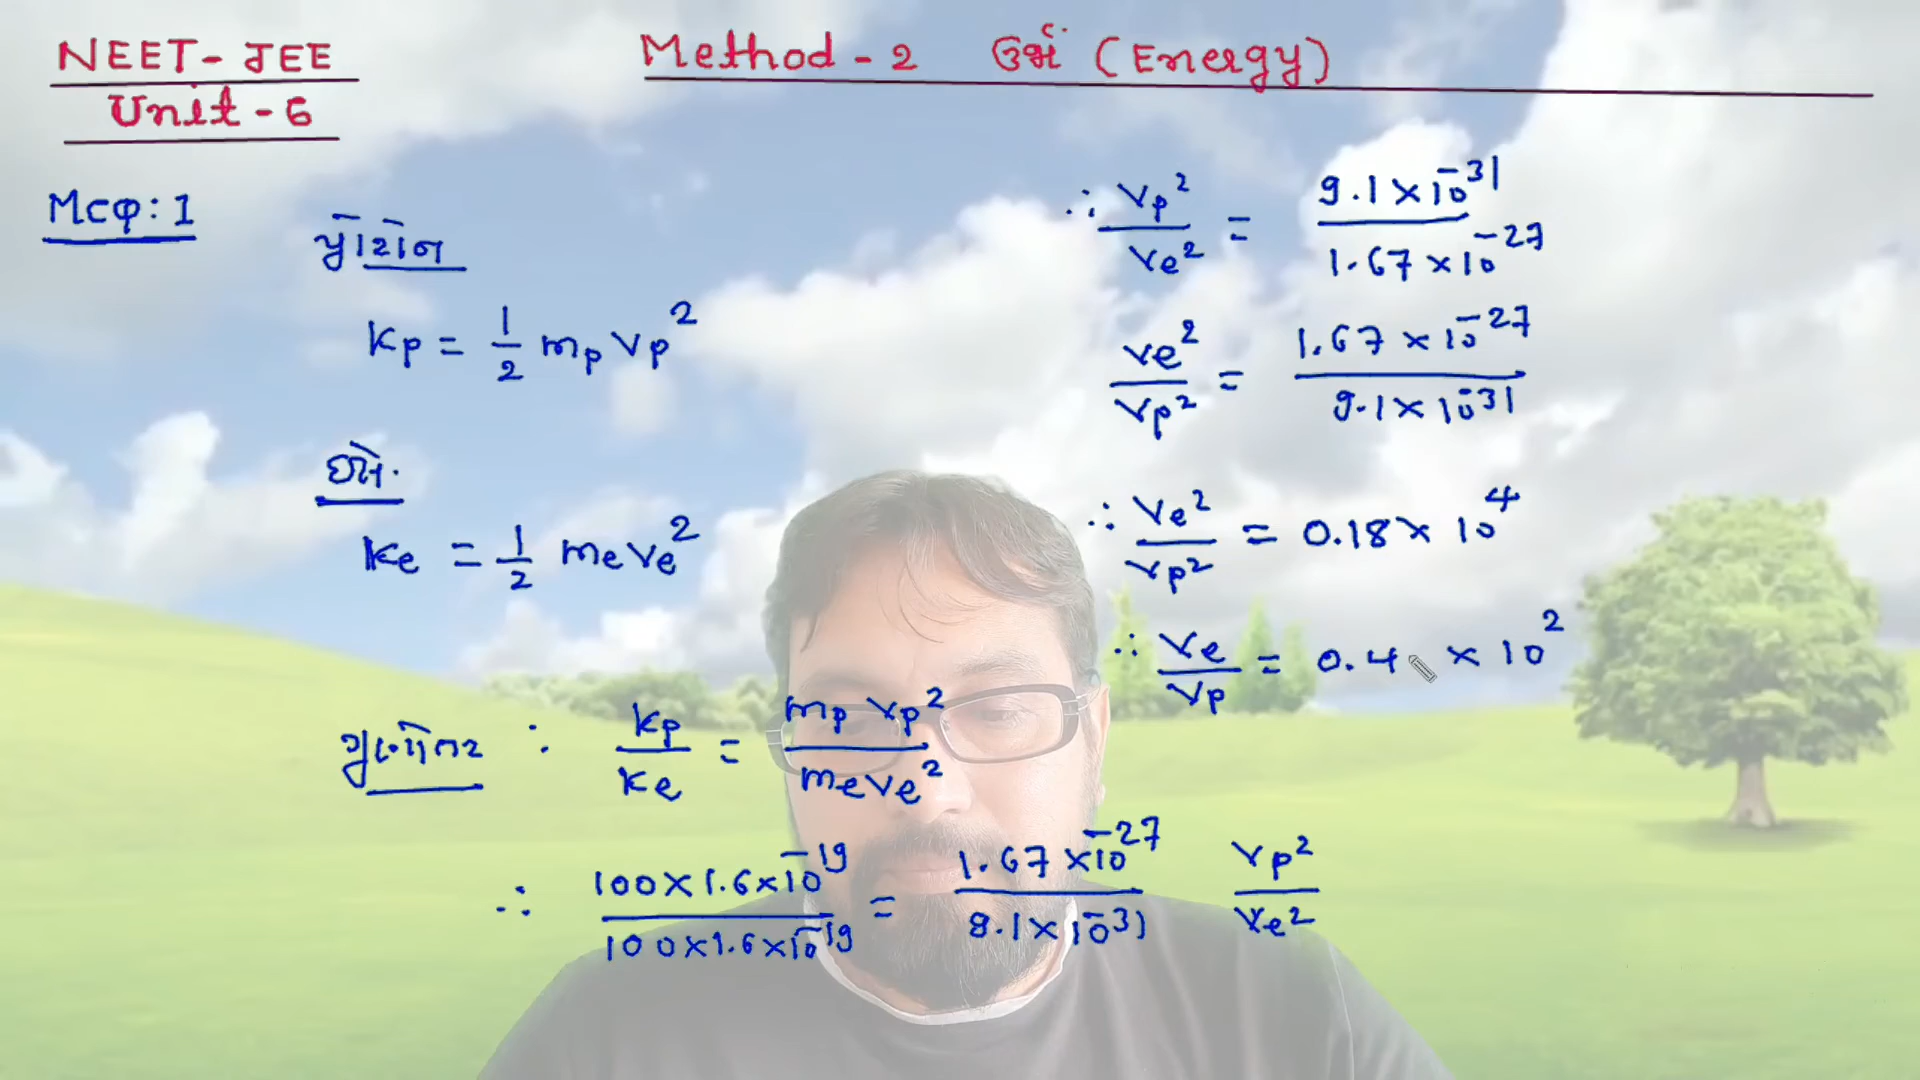 NEET - JEE
Unit - 6
Method - 2 ઉર્જા (Energy)
MCQ: 1
પ્રોટોન
Kp = 1/2 mp vp²
ઇલે.
Ke = 1/2 me ve²
ગુણોત્તર ∴ Kp/Ke = mp vp²/me ve²
∴ 100 × 1.6 × 10⁻¹⁹/100 × 1.6 × 10⁻¹⁹ = 1.67 × 10⁻²⁷/9.1 × 10⁻³¹ vp²/ve²
∴ vp²/ve² = 9.1 × 10⁻³¹/1.67 × 10⁻²⁷
ve²/vp² = 1.67 × 10⁻²⁷/9.1 × 10⁻³¹
∴ ve²/vp² = 0.18 × 10⁴
∴ ve/vp = 0.4 × 10²